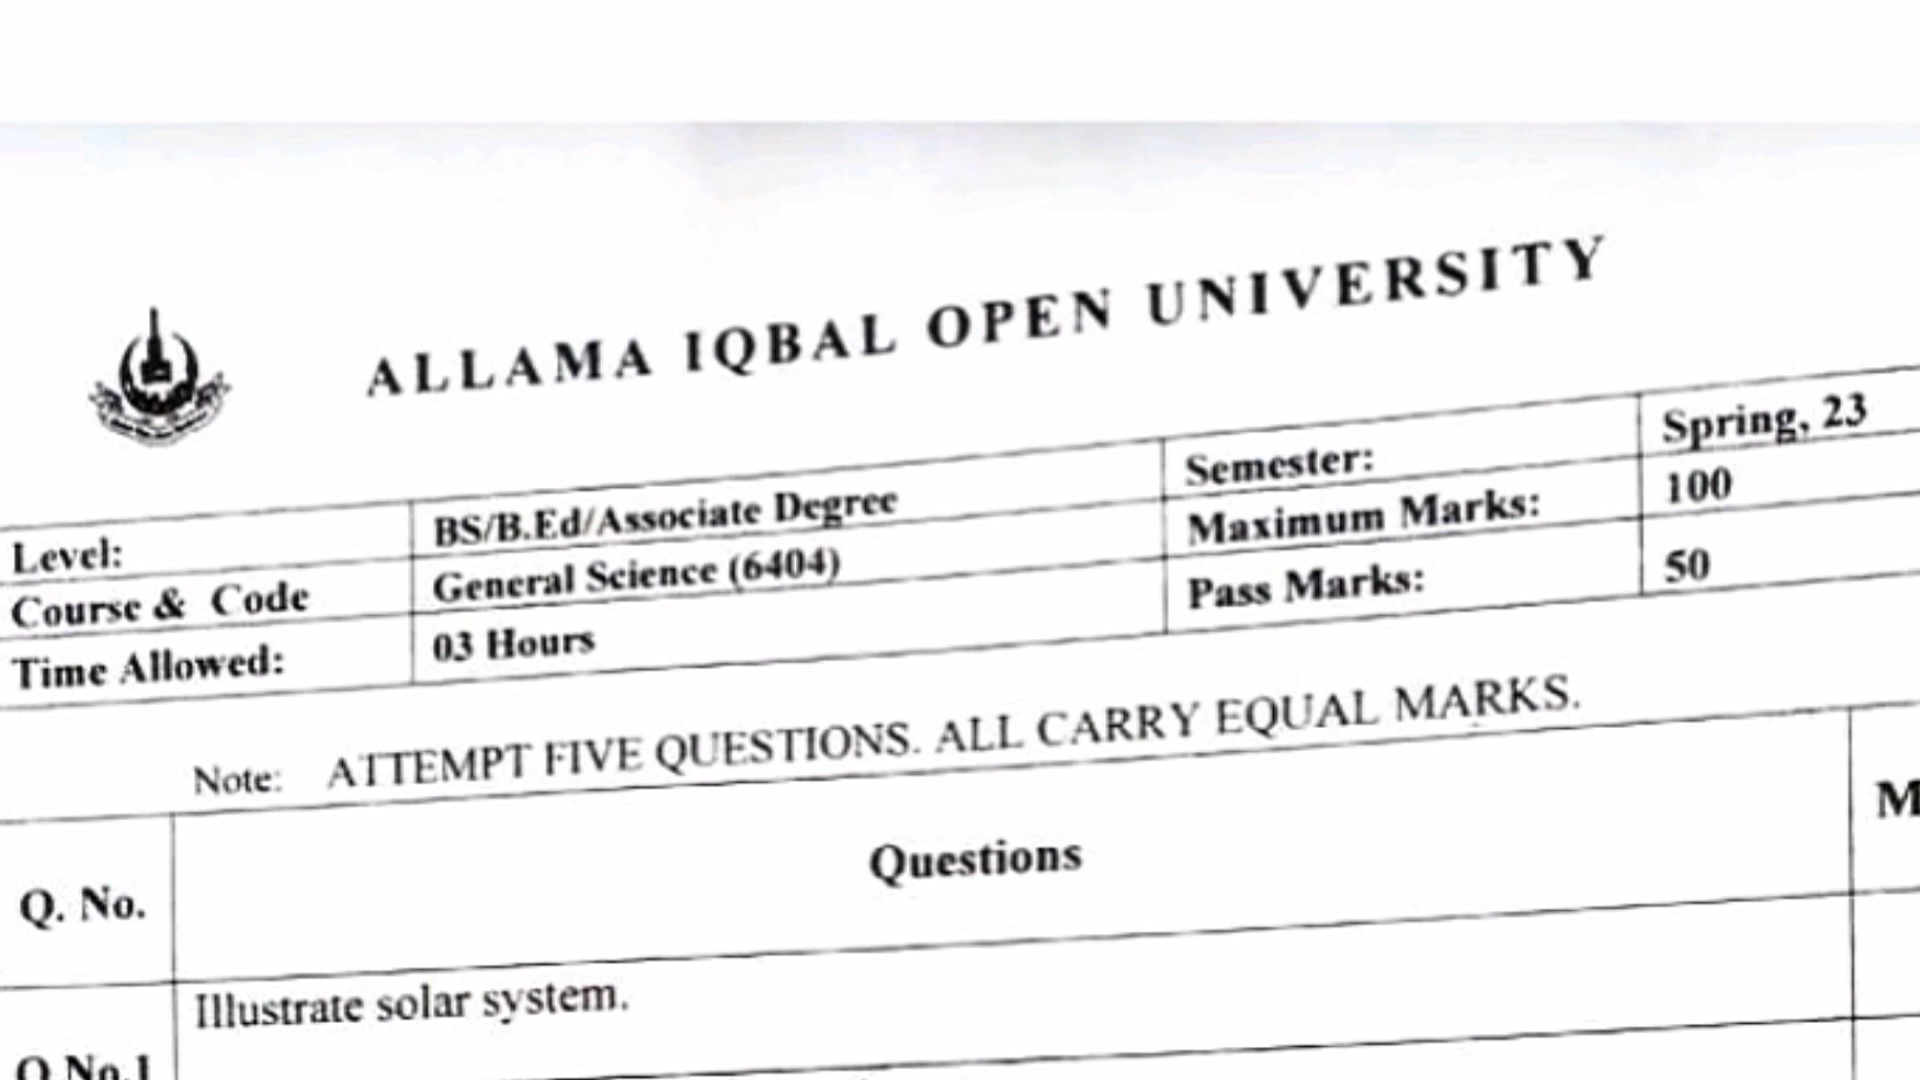 ALLAMA IQBAL OPEN UNIVERSITY
Level: BS/B.Ed/Associate Degree Semester: Spring, 23
Course & Code General Science (6404) Maximum Marks: 100
Time Allowed: 03 Hours Pass Marks: 50
Note: ATTEMPT FIVE QUESTIONS. ALL CARRY EQUAL MARKS.
Q. No. Questions M
Illustrate solar system.
Q.No.1